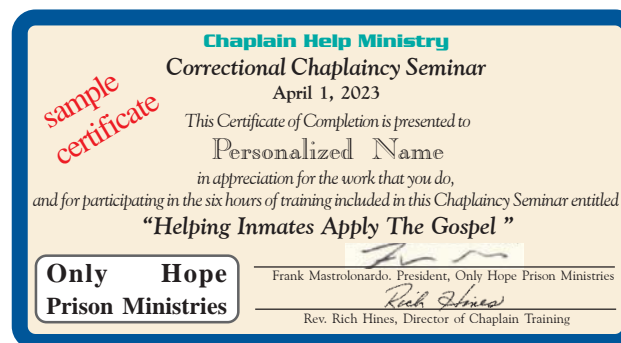 Chaplain Help Ministry
Correctional Chaplaincy Seminar
April 1, 2023
sample
certificate
This Certificate of Completion is presented to
Personalized Name
in appreciation for the work that you do,
and for participating in the six hours of training included in this Chaplaincy Seminar entitled
“Helping Inmates Apply The Gospel ”
Only Hope
Prison Ministries
Frank Mastrolonardo. President, Only Hope Prison Ministries
Rich Hines
Rev. Rich Hines, Director of Chaplain Training